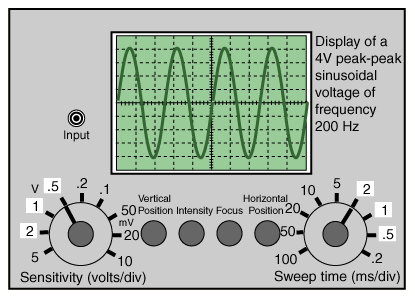 Display of a
4V peak-peak
sinusoidal
voltage of
frequency
200 Hz
Input
V .5 .2 .1
1 50
mV
2 20
5 10
Sensitivity (volts/div)
Vertical
Position
Intensity
Focus
Horizontal
Position
10 5 2
20 1
50 .5
100 .2
Sweep time (ms/div)